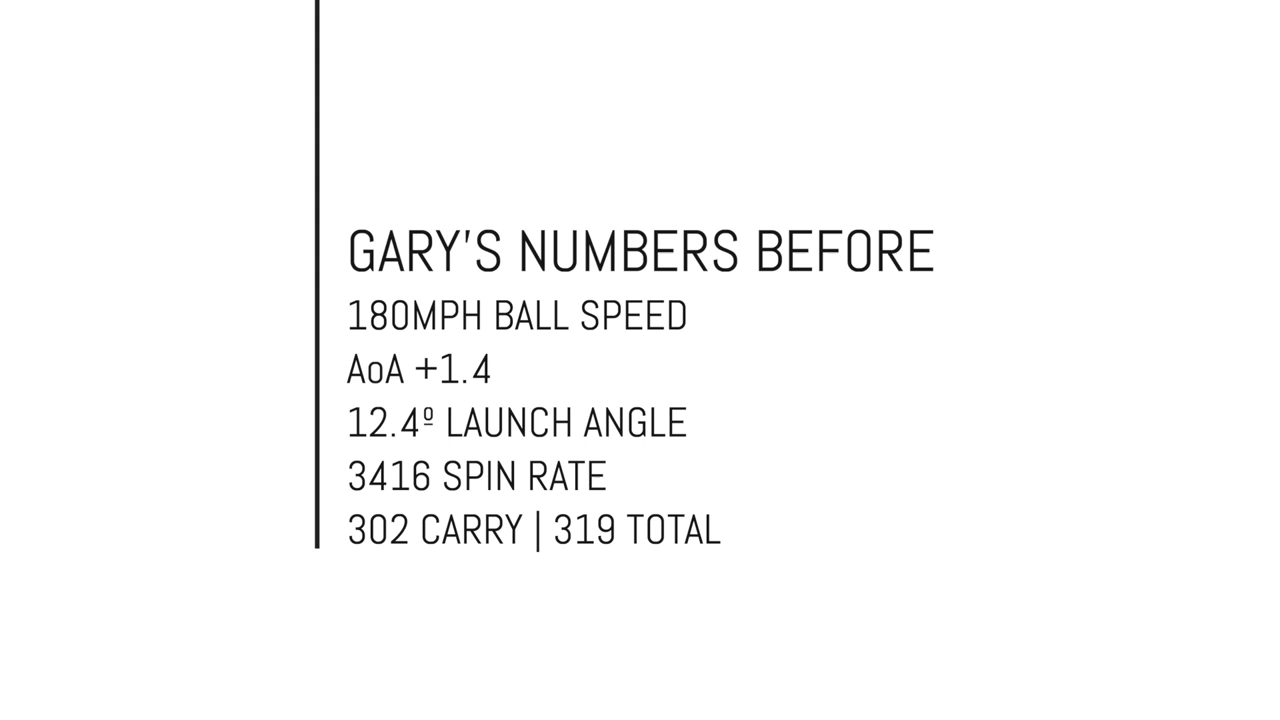 GARY'S NUMBERS BEFORE
180MPH BALL SPEED
AoA +1.4
12.4º LAUNCH ANGLE
3416 SPIN RATE
302 CARRY | 319 TOTAL